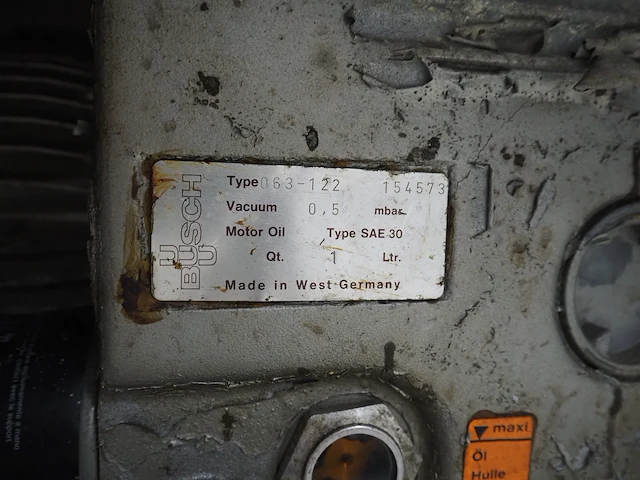 BUSCH
Type 063-122 154573
Vacuum 0,5 mbar
Motor Oil Type SAE 30
Qt. 1 Ltr.
Made in West-Germany
maxi
Öl
Huile